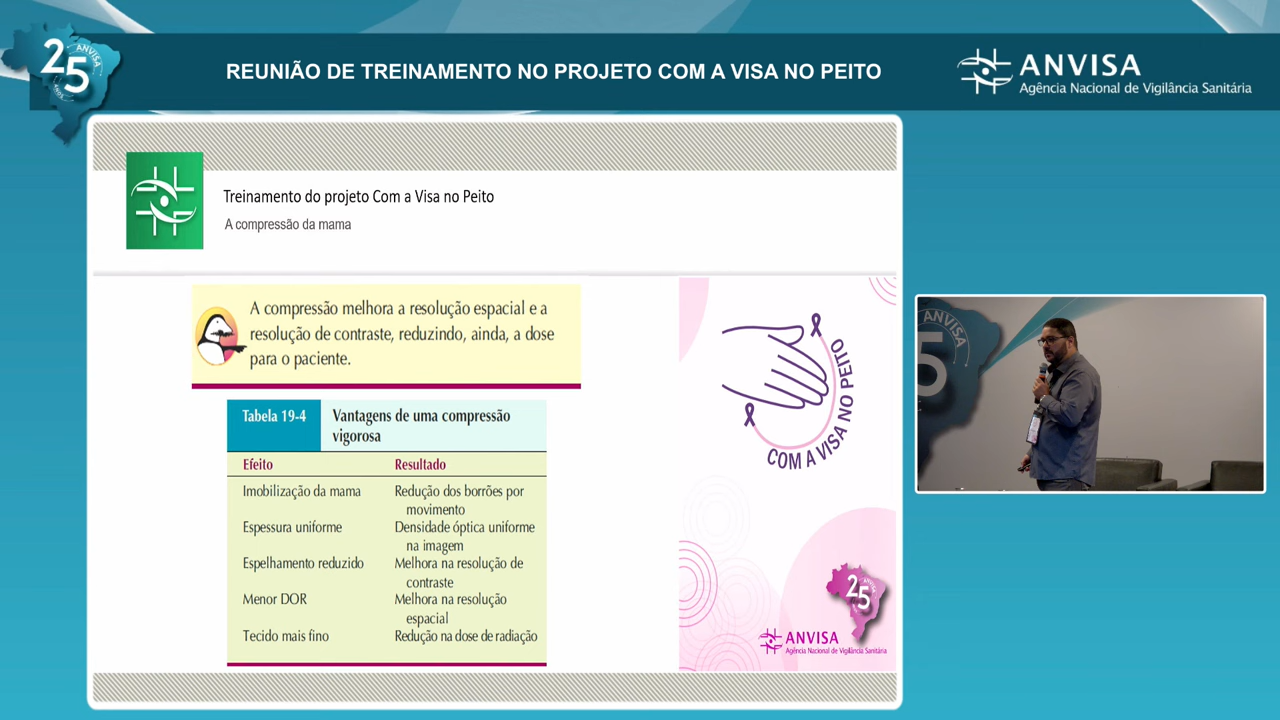 25
ANVISA
ANOS
REUNIÃO DE TREINAMENTO NO PROJETO COM A VISA NO PEITO
ANVISA
Agência Nacional de Vigilância Sanitária
Treinamento do projeto Com a Visa no Peito
A compressão da mama
A compressão melhora a resolução espacial e a
resolução de contraste, reduzindo, ainda, a dose
para o paciente.
Tabela 19-4
Vantagens de uma compressão
vigorosa
Efeito Resultado
Imobilização da mama Redução dos borrões por
movimento
Espessura uniforme Densidade óptica uniforme
na imagem
Espelhamento reduzido Melhora na resolução de
contraste
Menor DOR Melhora na resolução
espacial
Tecido mais fino Redução na dose de radiação
COM A VISA NO PEITO
25
ANVISA
Agência Nacional de Vigilância Sanitária
ANVISA
5